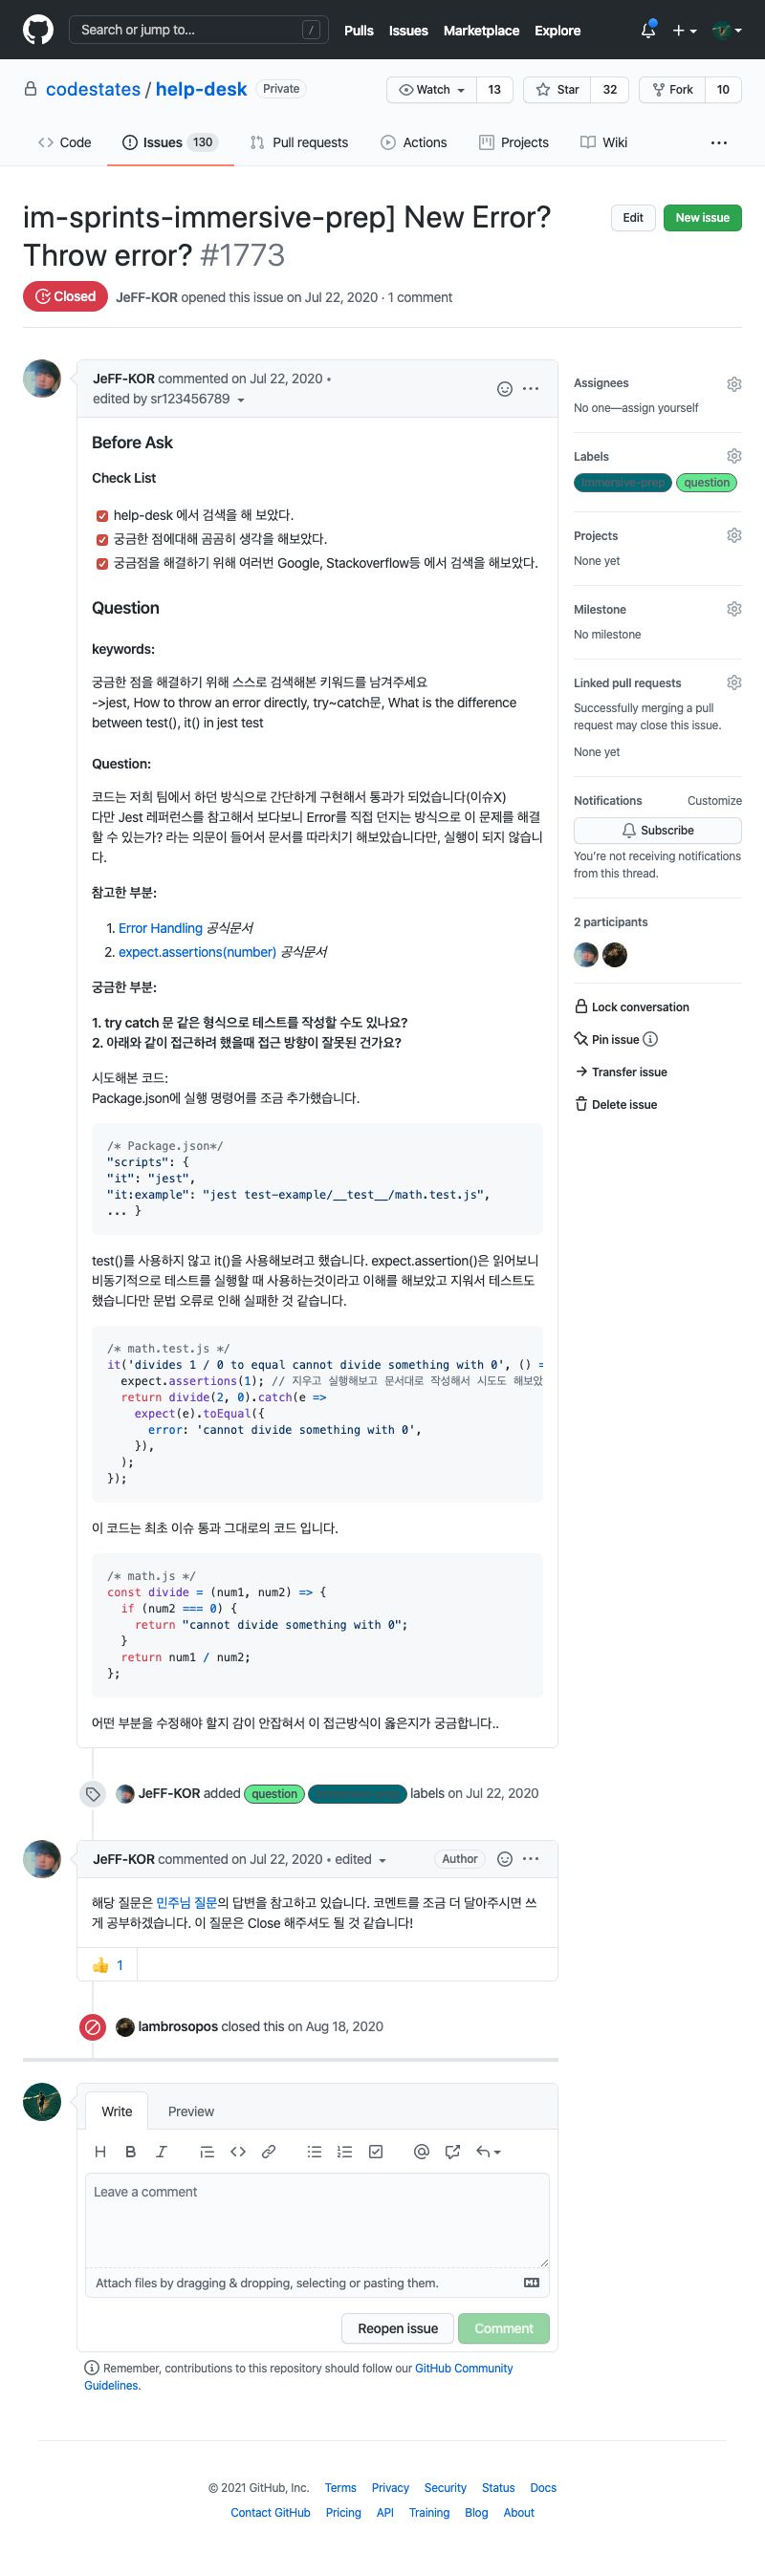 Search or jump to...
/
Pulls Issues Marketplace Explore
codestates / help-desk Private
Watch 13
Star 32
Fork 10
Code
Issues 130
Pull requests
Actions
Projects
Wiki
im-sprints-immersive-prep] New Error?
Throw error? #1773
Edit
New issue
Closed
JeFF-KOR opened this issue on Jul 22, 2020 · 1 comment
JeFF-KOR commented on Jul 22, 2020 •
edited by sr123456789
Before Ask
Check List
help-desk 에서 검색을 해 보았다.
궁금한 점에대해 곰곰히 생각을 해보았다.
궁금점을 해결하기 위해 여러번 Google, Stackoverflow등 에서 검색을 해보았다.
Question
keywords:
궁금한 점을 해결하기 위해 스스로 검색해본 키워드를 남겨주세요
->jest, How to throw an error directly, try~catch문, What is the difference
between test(), it() in jest test
Question:
코드는 저희 팀에서 하던 방식으로 간단하게 구현해서 통과가 되었습니다(이슈X)
다만 Jest 레퍼런스를 참고해서 보다보니 Error를 직접 던지는 방식으로 이 문제를 해결
할 수 있는가? 라는 의문이 들어서 문서를 따라치기 해보았습니다만, 실행이 되지 않습니
다.
참고한 부분:
1. Error Handling 공식문서
2. expect.assertions(number) 공식문서
궁금한 부분:
1. try catch 문 같은 형식으로 테스트를 작성할 수도 있나요?
2. 아래와 같이 접근하려 했을때 접근 방향이 잘못된 건가요?
시도해본 코드:
Package.json에 실행 명령어를 조금 추가했습니다.
/* Package.json*/
"scripts": {
"it": "jest",
"it:example": "jest test-example/__test__/math.test.js",
... }
test()를 사용하지 않고 it()을 사용해보려고 했습니다. expect.assertion()은 읽어보니
비동기적으로 테스트를 실행할 때 사용하는것이라고 이해를 해보았고 지워서 테스트도
했습니다만 문법 오류로 인해 실패한 것 같습니다.
/* math.test.js */
it('divides 1 / 0 to equal cannot divide something with 0', () =
expect.assertions(1); // 지우고 실행해보고 문서대로 작성해서 시도도 해보았
return divide(2, 0).catch(e =>
expect(e).toEqual({
error: 'cannot divide something with 0',
}),
);
});
이 코드는 최초 이슈 통과 그대로의 코드 입니다.
/* math.js */
const divide = (num1, num2) => {
if (num2 === 0) {
return "cannot divide something with 0";
}
return num1 / num2;
};
어떤 부분을 수정해야 할지 감이 안잡혀서 이 접근방식이 옳은지가 궁금합니다..
JeFF-KOR added question labels on Jul 22, 2020
JeFF-KOR commented on Jul 22, 2020 • edited
Author
해당 질문은 민주님 질문의 답변을 참고하고 있습니다. 코멘트를 조금 더 달아주시면 쓰
게 공부하겠습니다. 이 질문은 Close 해주셔도 될 것 같습니다!
👍 1
lambrosopos closed this on Aug 18, 2020
Write Preview
Leave a comment
Attach files by dragging & dropping, selecting or pasting them.
Reopen issue
Comment
Remember, contributions to this repository should follow our GitHub Community
Guidelines.
Assignees
No one—assign yourself
Labels
Immersive-prep question
Projects
None yet
Milestone
No milestone
Linked pull requests
Successfully merging a pull
request may close this issue.
None yet
Notifications Customize
Subscribe
You're not receiving notifications
from this thread.
2 participants
Lock conversation
Pin issue
Transfer issue
Delete issue
© 2021 GitHub, Inc. Terms Privacy Security Status Docs
Contact GitHub Pricing API Training Blog About